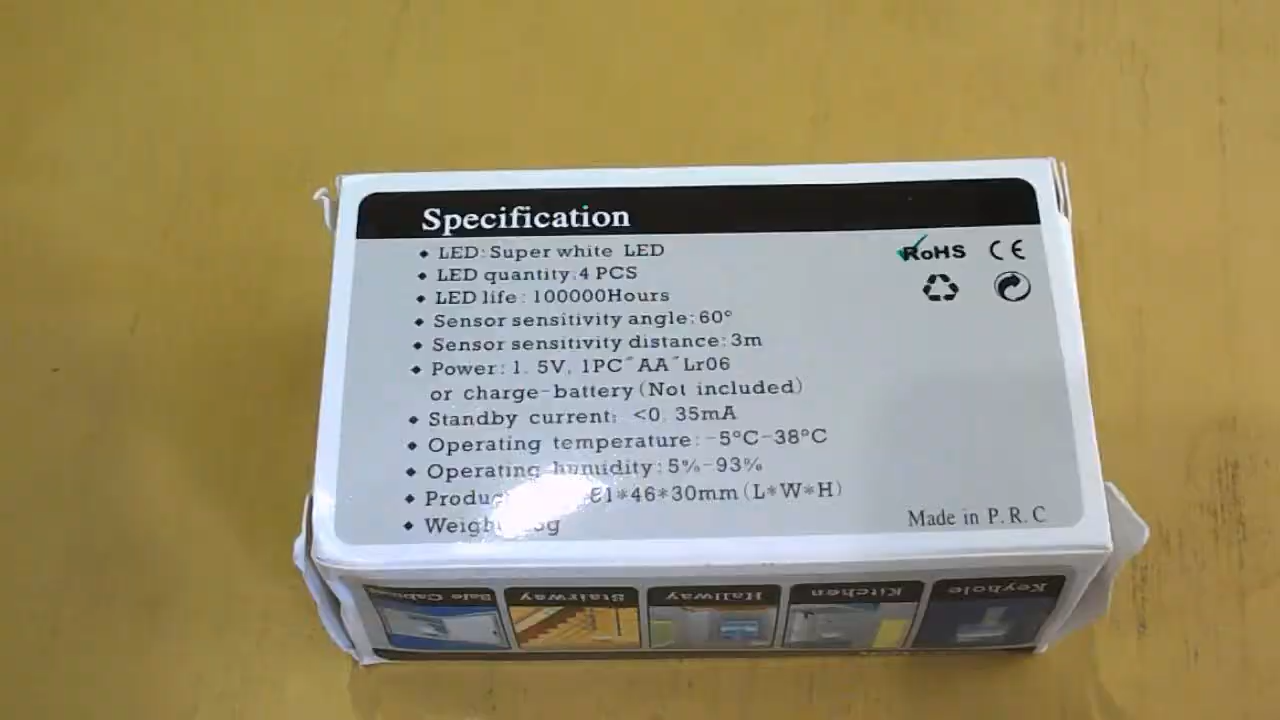 Specification
◆ LED:Super white LED
◆ LED quantity:4 PCS
◆ LED life: 100000Hours
◆ Sensor sensitivity angle:60°
◆ Sensor sensitivity distance:3m
◆ Power:1.5V, 1PC"AA"Lr06
or charge-battery(Not included)
◆ Standby current: <0.35mA
◆ Operating temperature:-5°C-38°C
◆ Operating humidity:5%-93%
◆ 81*46*30mm(L*W*H)
◆
RoHS CE
Made in P.R.C
Keyhole
Kitchen
Hallway
Stairway